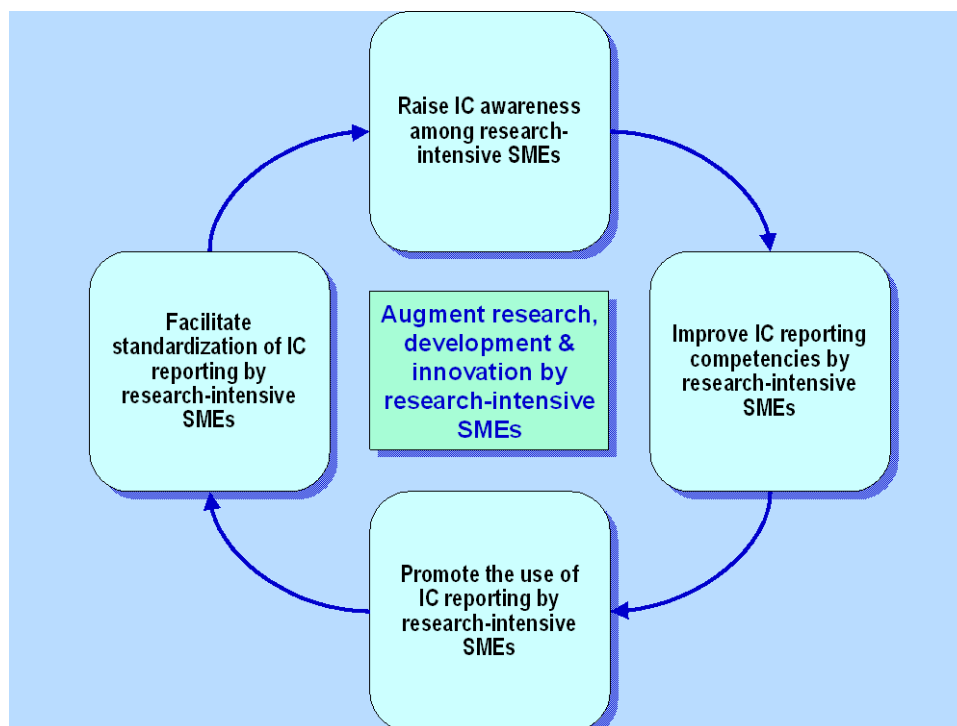 Raise IC awareness
among research-
intensive SMEs
Facilitate
standardization of IC
reporting by
research-intensive
SMEs
Augment research,
development &
innovation by
research-intensive
SMEs
Improve IC reporting
competencies by
research-intensive
SMEs
Promote the use of
IC reporting by
research-intensive
SMEs